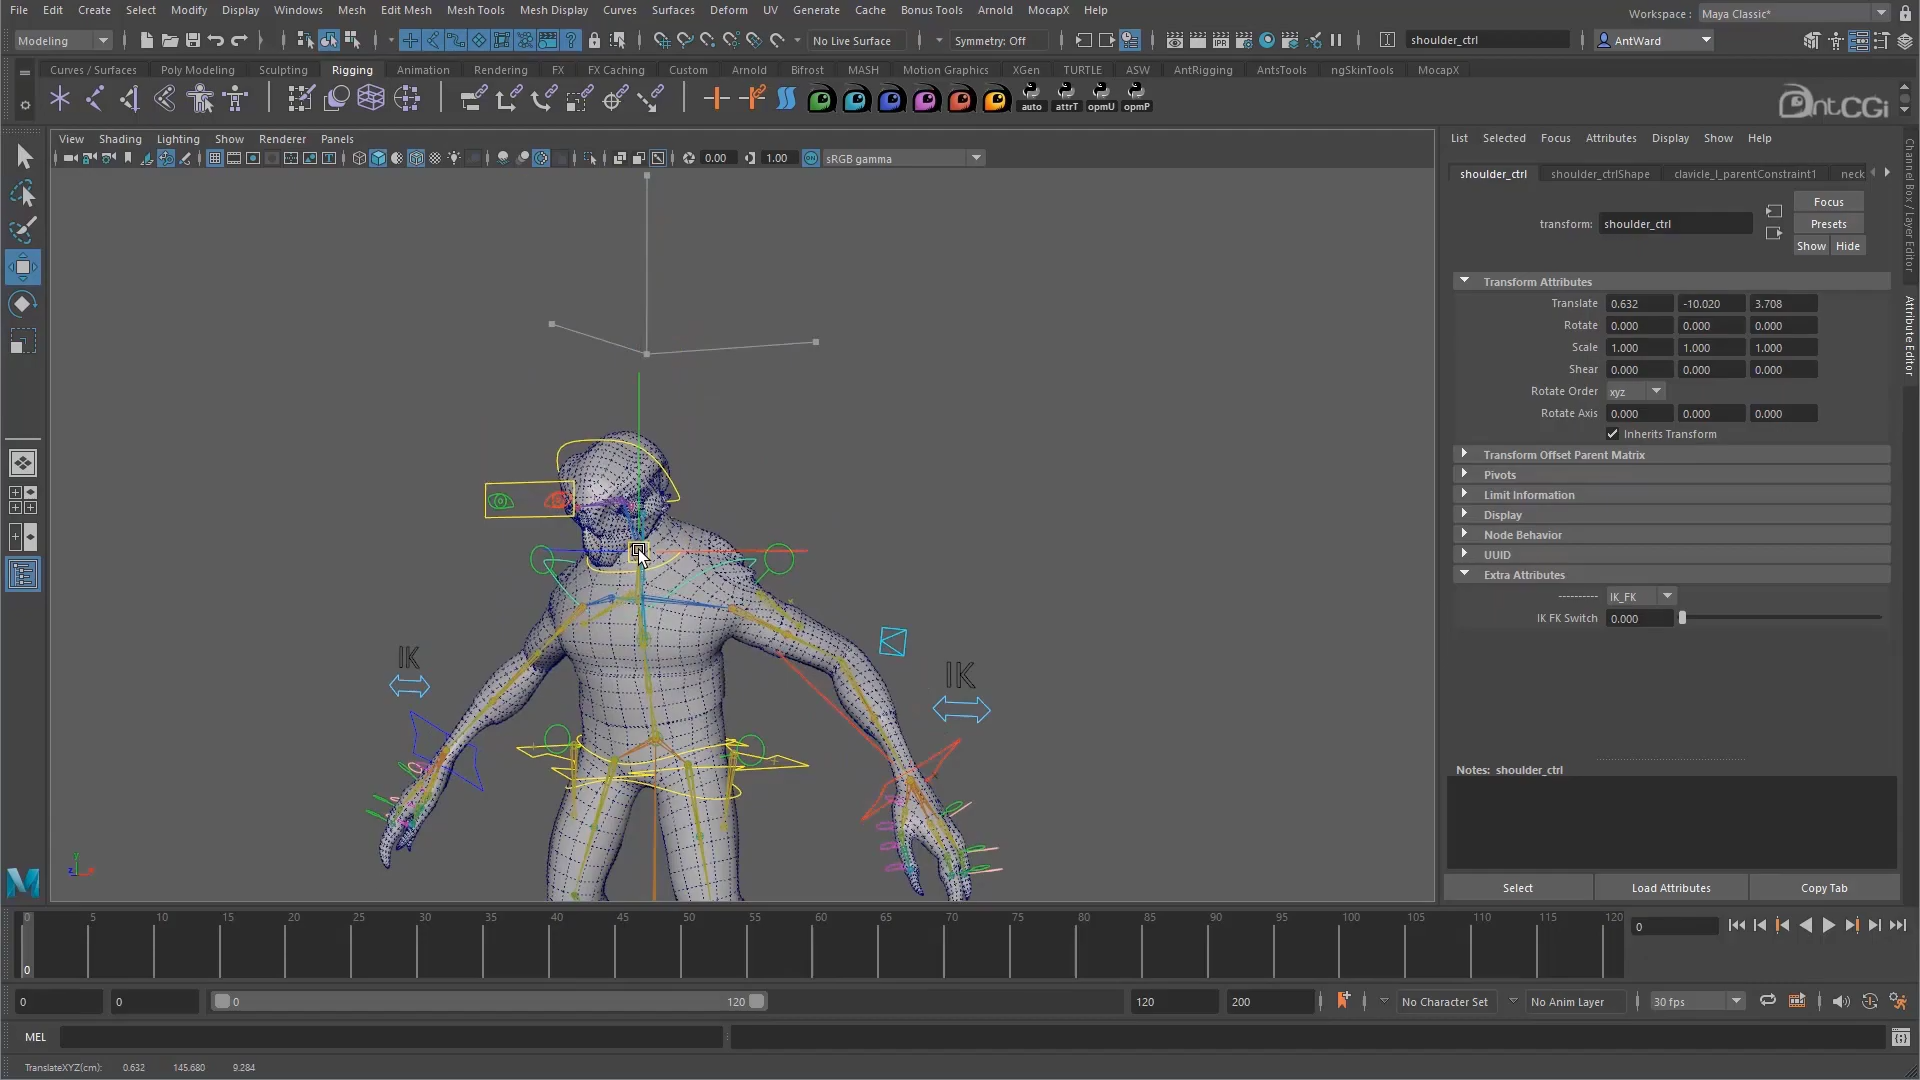 File Edit Create Select Modify Display Windows Mesh Edit Mesh Mesh Tools Mesh Display Curves Surfaces Deform UV Generate Cache Bonus Tools Arnold MocapX Help
Workspace : Maya Classic*
Modeling No Live Surface Symmetry: Off shoulder_ctrl AntWard
Curves / Surfaces Poly Modeling Sculpting Rigging Animation Rendering FX FX Caching Custom Arnold Bifrost MASH Motion Graphics XGen TURTLE ASW AntRigging AntsTools ngSkinTools MocapX
IPR
auto attrT opmU opmP
AntCGi
View Shading Lighting Show Renderer Panels
0.00 1.00 ON sRGB gamma
List Selected Focus Attributes Display Show Help
shoulder_ctrl shoulder_ctrlShape clavicle_l_parentConstraint1 neck
Focus
transform: shoulder_ctrl Presets
Show Hide
Transform Attributes
Translate 0.632 -10.020 3.708
Rotate 0.000 0.000 0.000
Scale 1.000 1.000 1.000
Shear 0.000 0.000 0.000
Rotate Order xyz
Rotate Axis 0.000 0.000 0.000
Inherits Transform
Transform Offset Parent Matrix
Pivots
Limit Information
Display
Node Behavior
UUID
Extra Attributes
---------- IK_FK
IK FK Switch 0.000
Notes: shoulder_ctrl
Select Load Attributes Copy Tab
Channel Box / Layer Editor
Attribute Editor
IK
IK
y
z
M
0 5 10 15 20 25 30 35 40 45 50 55 60 65 70 75 80 85 90 95 100 105 110 115 120
0
0
0 0 0 120 120 200 No Character Set No Anim Layer 30 fps
MEL
TranslateXYZ(cm): 0.632 145.680 9.284